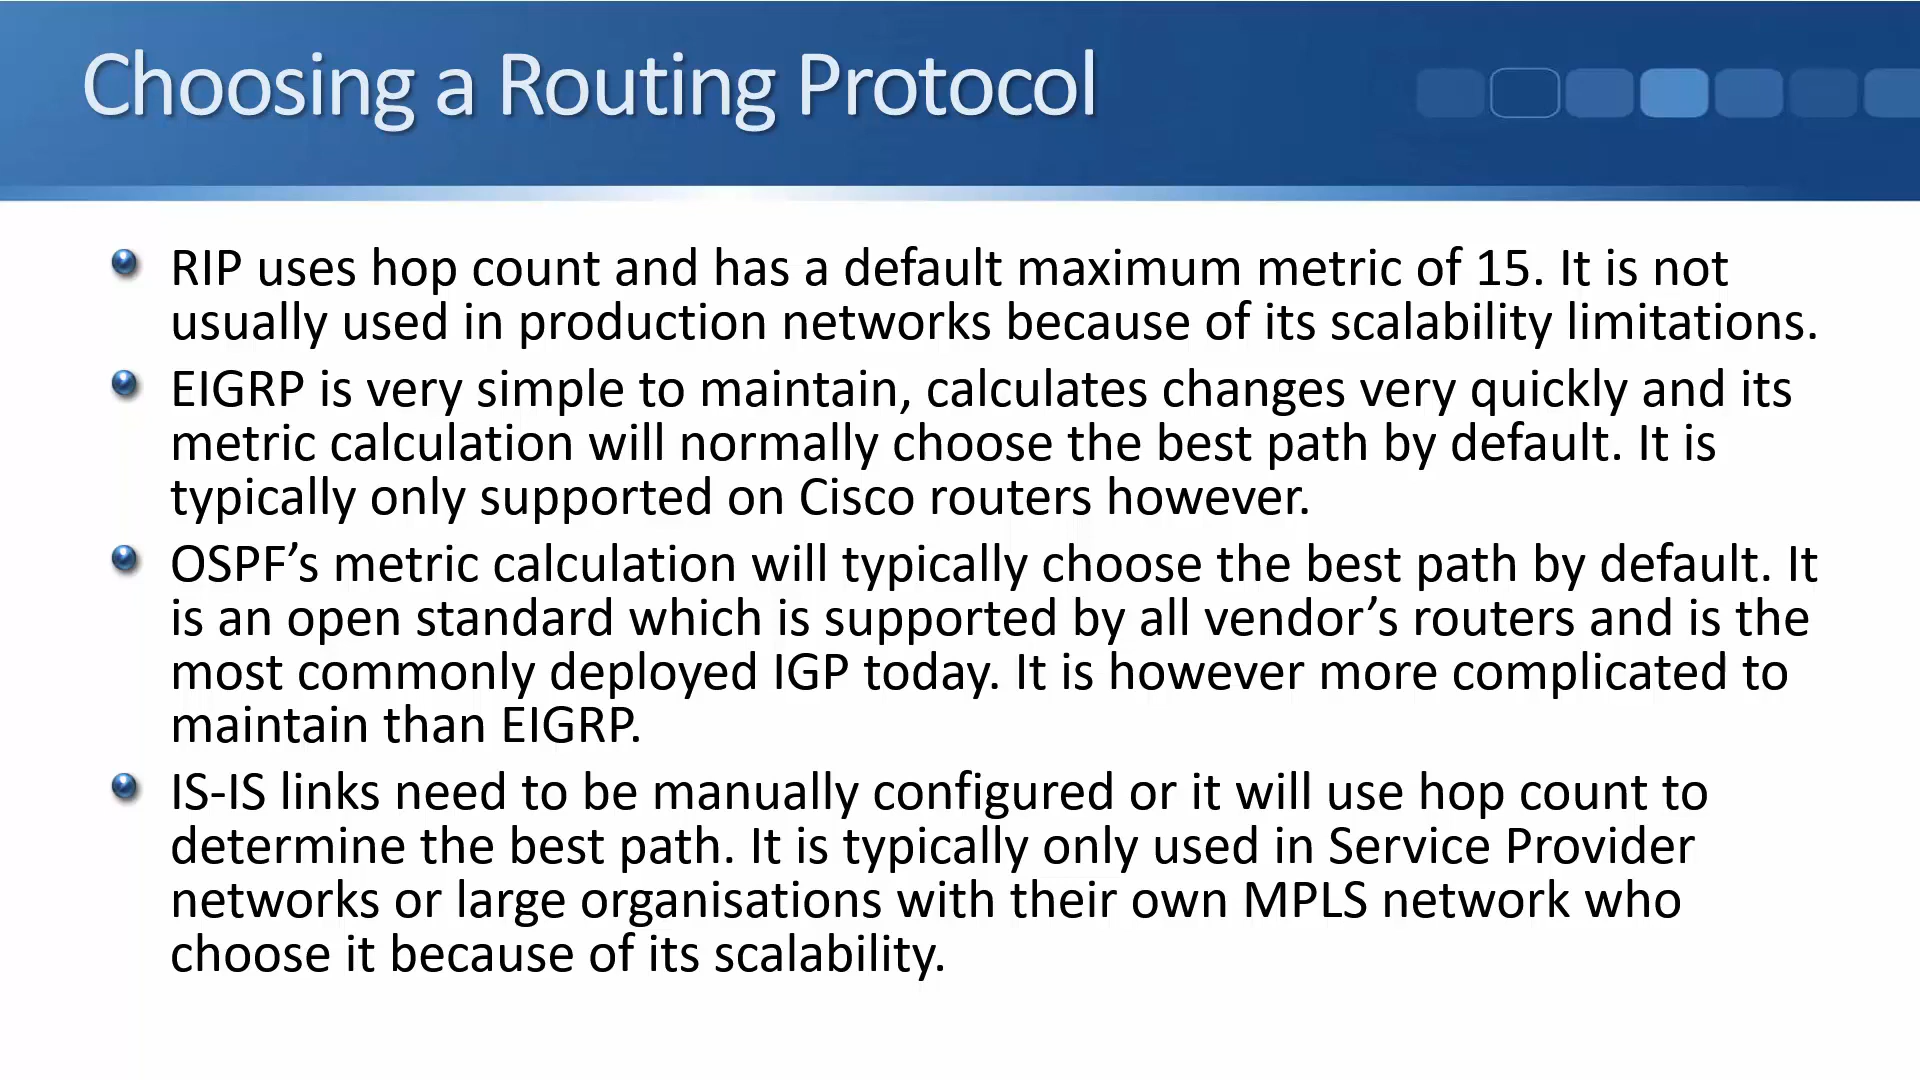 Choosing a Routing Protocol
RIP uses hop count and has a default maximum metric of 15. It is not
usually used in production networks because of its scalability limitations.
EIGRP is very simple to maintain, calculates changes very quickly and its
metric calculation will normally choose the best path by default. It is
typically only supported on Cisco routers however.
OSPF’s metric calculation will typically choose the best path by default. It
is an open standard which is supported by all vendor’s routers and is the
most commonly deployed IGP today. It is however more complicated to
maintain than EIGRP.
IS-IS links need to be manually configured or it will use hop count to
determine the best path. It is typically only used in Service Provider
networks or large organisations with their own MPLS network who
choose it because of its scalability.